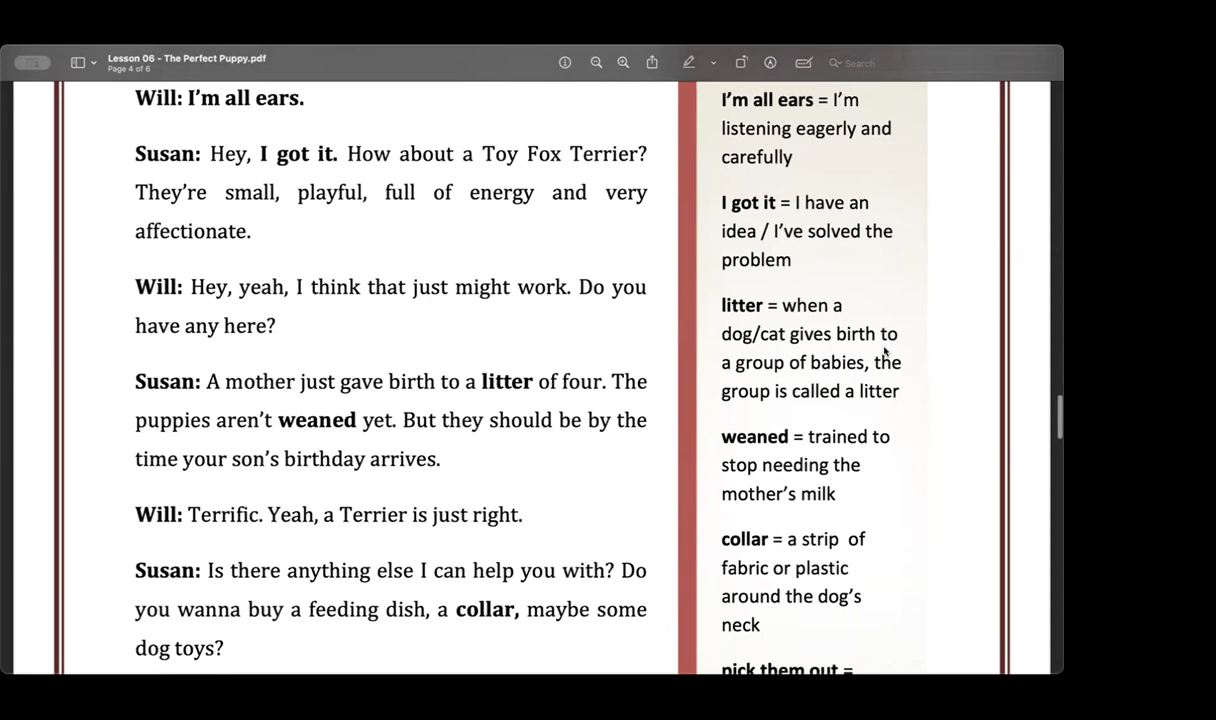 Lesson 06 - The Perfect Puppy.pdf
Page 4 of 6
Search
Will: I'm all ears.
Susan: Hey, I got it. How about a Toy Fox Terrier?
They're small, playful, full of energy and very
affectionate.
Will: Hey, yeah, I think that just might work. Do you
have any here?
Susan: A mother just gave birth to a litter of four. The
puppies aren't weaned yet. But they should be by the
time your son's birthday arrives.
Will: Terrific. Yeah, a Terrier is just right.
Susan: Is there anything else I can help you with? Do
you wanna buy a feeding dish, a collar, maybe some
dog toys?
I'm all ears = I'm
listening eagerly and
carefully
I got it = I have an
idea / I've solved the
problem
litter = when a
dog/cat gives birth to
a group of babies, the
group is called a litter
weaned = trained to
stop needing the
mother's milk
collar = a strip of
fabric or plastic
around the dog's
neck
pick them out =